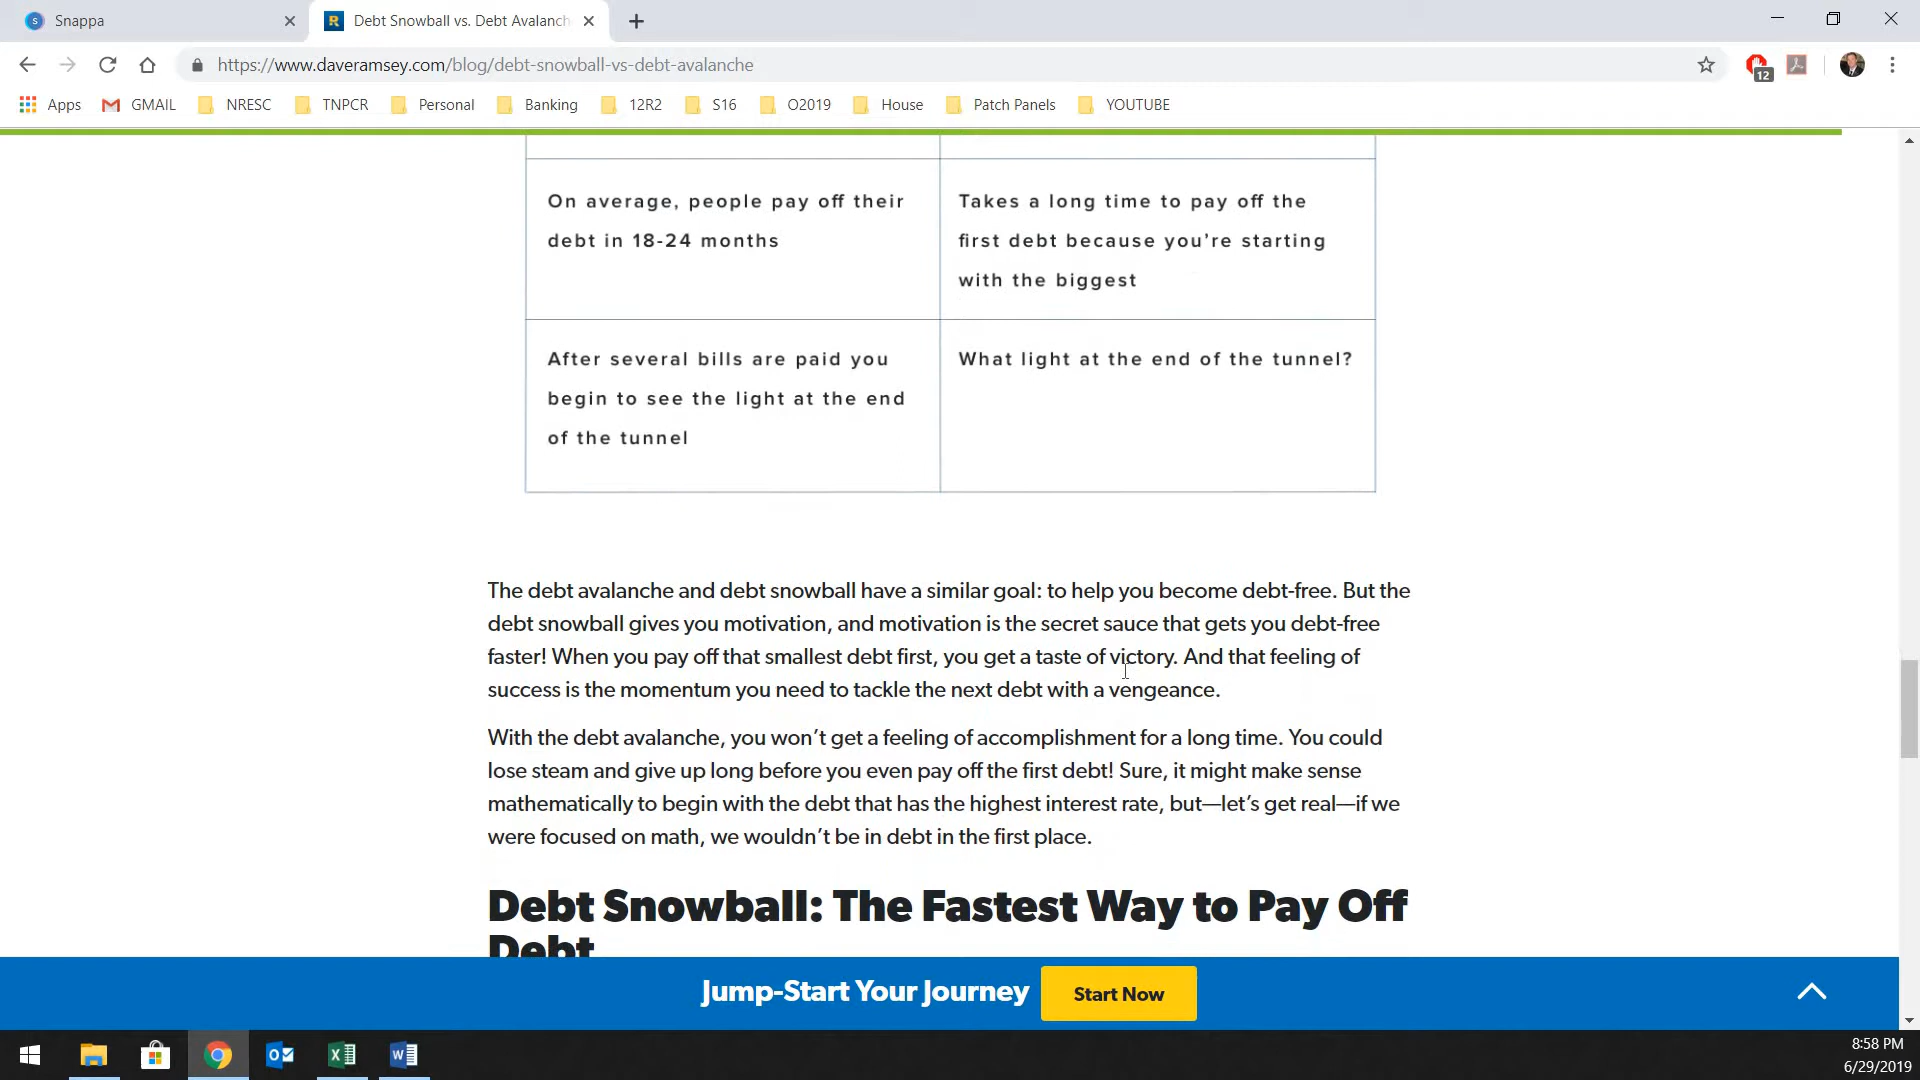 Snappa
Debt Snowball vs. Debt Avalanch
https://www.daveramsey.com/blog/debt-snowball-vs-debt-avalanche
12
Apps GMAIL NRESC TNPCR Personal Banking 12R2 S16 O2019 House Patch Panels YOUTUBE
On average, people pay off their
debt in 18-24 months
Takes a long time to pay off the
first debt because you’re starting
with the biggest
After several bills are paid you
begin to see the light at the end
of the tunnel
What light at the end of the tunnel?
The debt avalanche and debt snowball have a similar goal: to help you become debt-free. But the
debt snowball gives you motivation, and motivation is the secret sauce that gets you debt-free
faster! When you pay off that smallest debt first, you get a taste of victory. And that feeling of
success is the momentum you need to tackle the next debt with a vengeance.
With the debt avalanche, you won’t get a feeling of accomplishment for a long time. You could
lose steam and give up long before you even pay off the first debt! Sure, it might make sense
mathematically to begin with the debt that has the highest interest rate, but—let’s get real—if we
were focused on math, we wouldn’t be in debt in the first place.
Debt Snowball: The Fastest Way to Pay Off
Debt
Jump-Start Your Journey Start Now
8:58 PM
6/29/2019